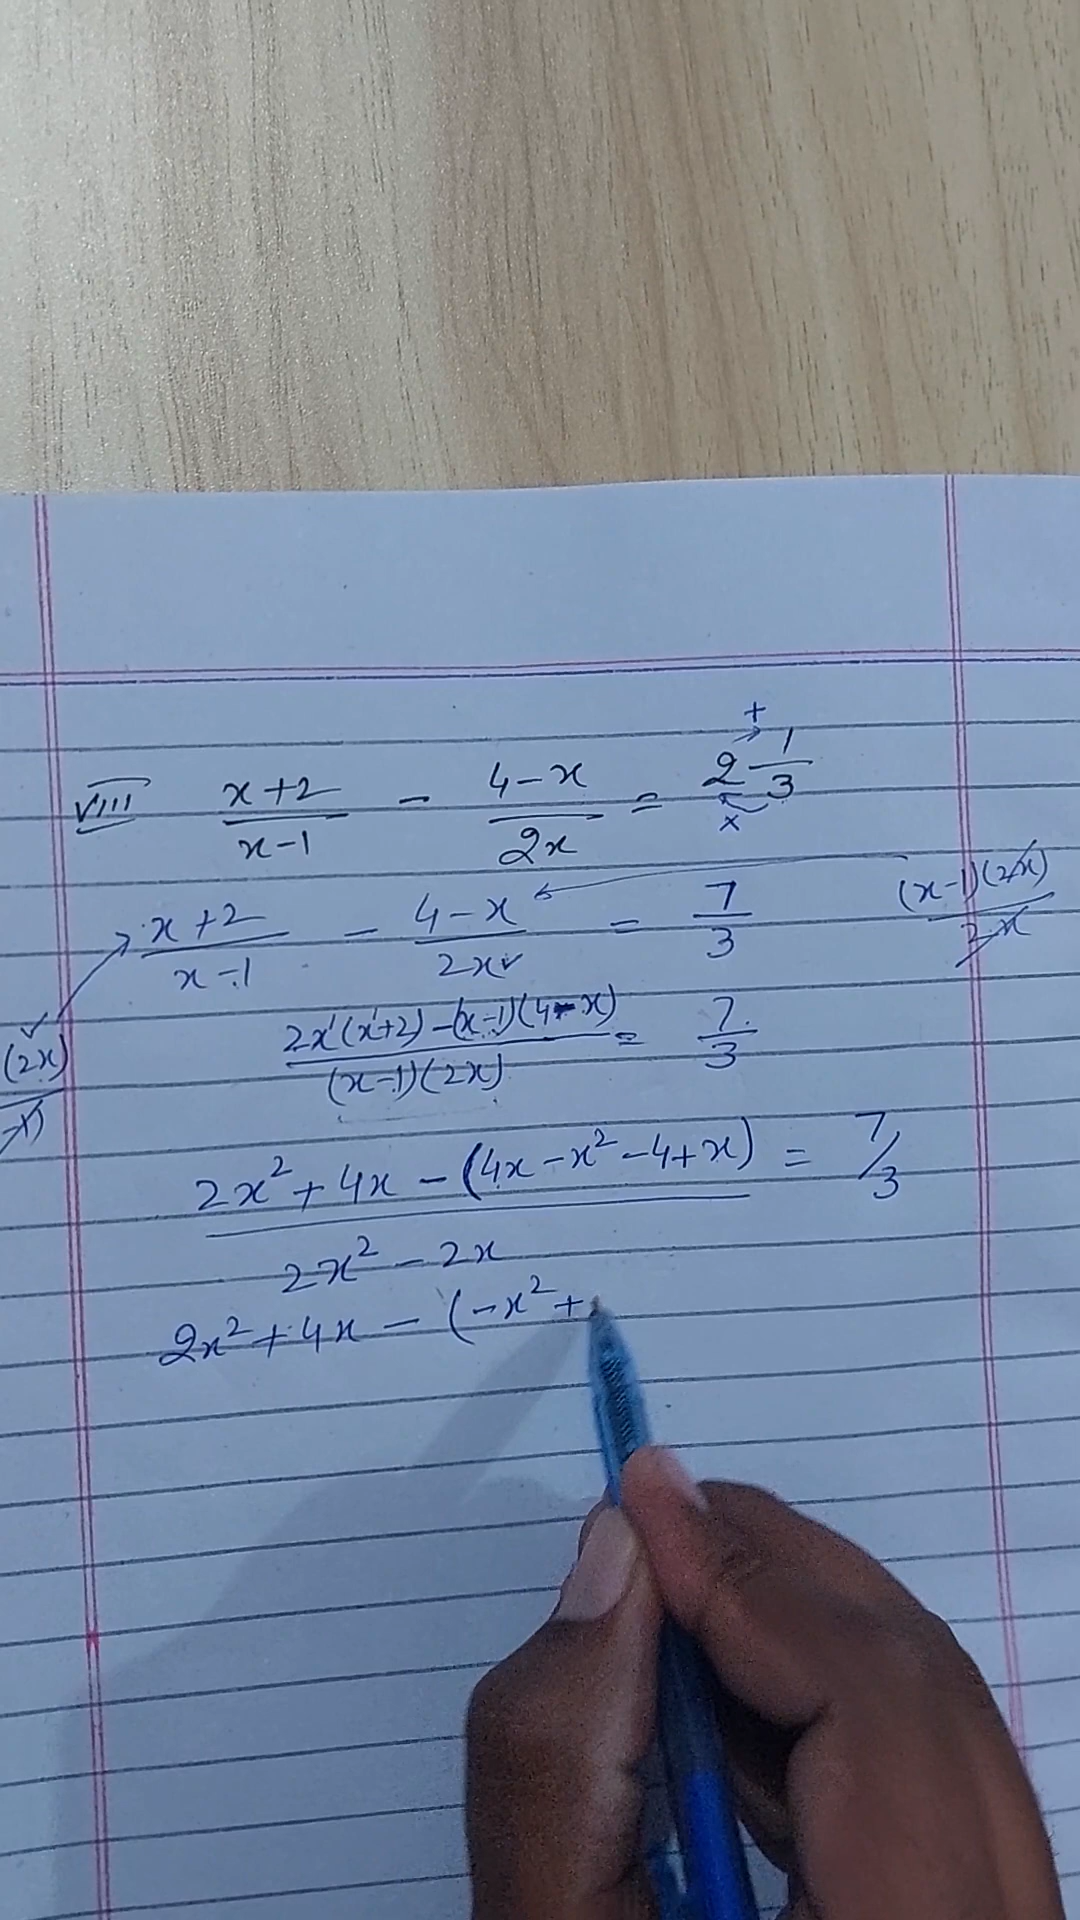 VIII x+2/x-1 - 4-x/2x = 2 1/3
+
x
x+2/x-1 - 4-x/2x = 7/3
(x-1)(2x)/2x
(2x)
2x(x+2)-(x-1)(4-x)/(x-1)(2x) = 7/3
2x²+4x-(4x-x²-4+x)/2x²-2x = 7/3
2x²+4x-(-x²+